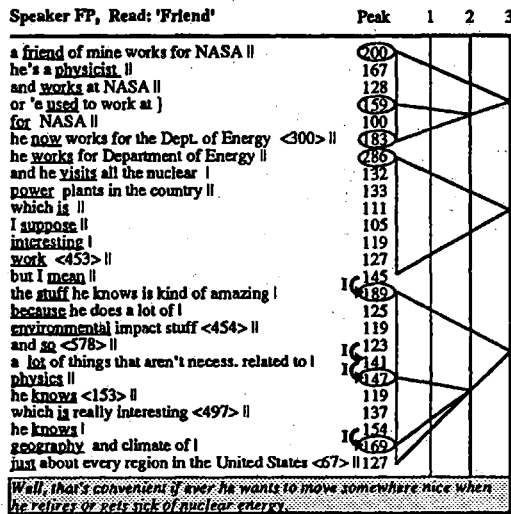 Speaker FP, Read: 'Friend' Peak 1 2 3
a friend of mine works for NASA || 200
he's a physicist || 167
and works at NASA || 128
or 'e used to work at } 159
for NASA || 100
he now works for the Dept. of Energy <300> || 183
he works for Department of Energy || 286
and he visits all the nuclear | 132
power plants in the country || 133
which is || 111
I suppose || 105
interesting | 119
work <453> || 127
but I mean || 145
the stuff he knows is kind of amazing | I 189
because he does a lot of | 125
environmental impact stuff <454> || 119
and so <578> || 123
a lot of things that aren't necess. related to | I 141
physics || I 147
he knows <153> || 119
which is really interesting <497> || 137
he knows | 154
geography and climate of | I 169
just about every region in the United States <67> || 127
Well, that's convenient if ever he wants to move somewhere nice when
he retires or gets sick of nuclear energy.